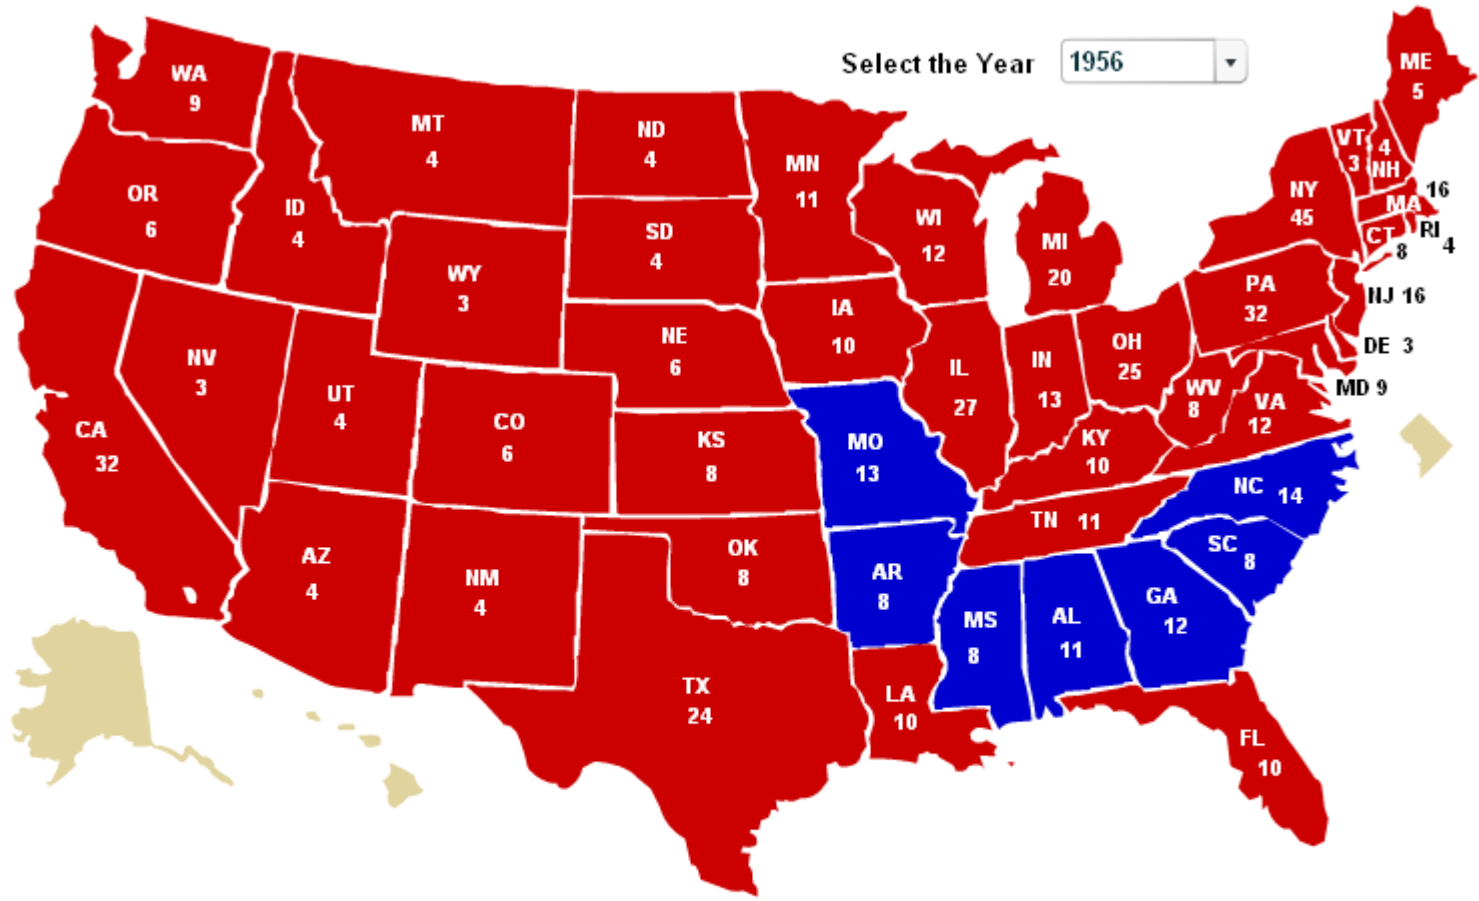 Select the Year 1956
WA
9
OR
6
ID
4
MT
4
ND
4
SD
4
WY
3
NE
6
MN
11
IA
10
WI
12
MI
20
ME
5
VT
3
4
NH
NY
45
16
MA
RI
4
CT
8
PA
32
NJ 16
DE 3
MD 9
OH
25
IN
13
IL
27
WV
8
VA
12
KY
10
TN 11
NC 14
SC
8
GA
12
AL
11
MS
8
FL
10
LA
10
AR
8
MO
13
KS
8
OK
8
TX
24
CO
6
NM
4
UT
4
AZ
4
NV
3
CA
32